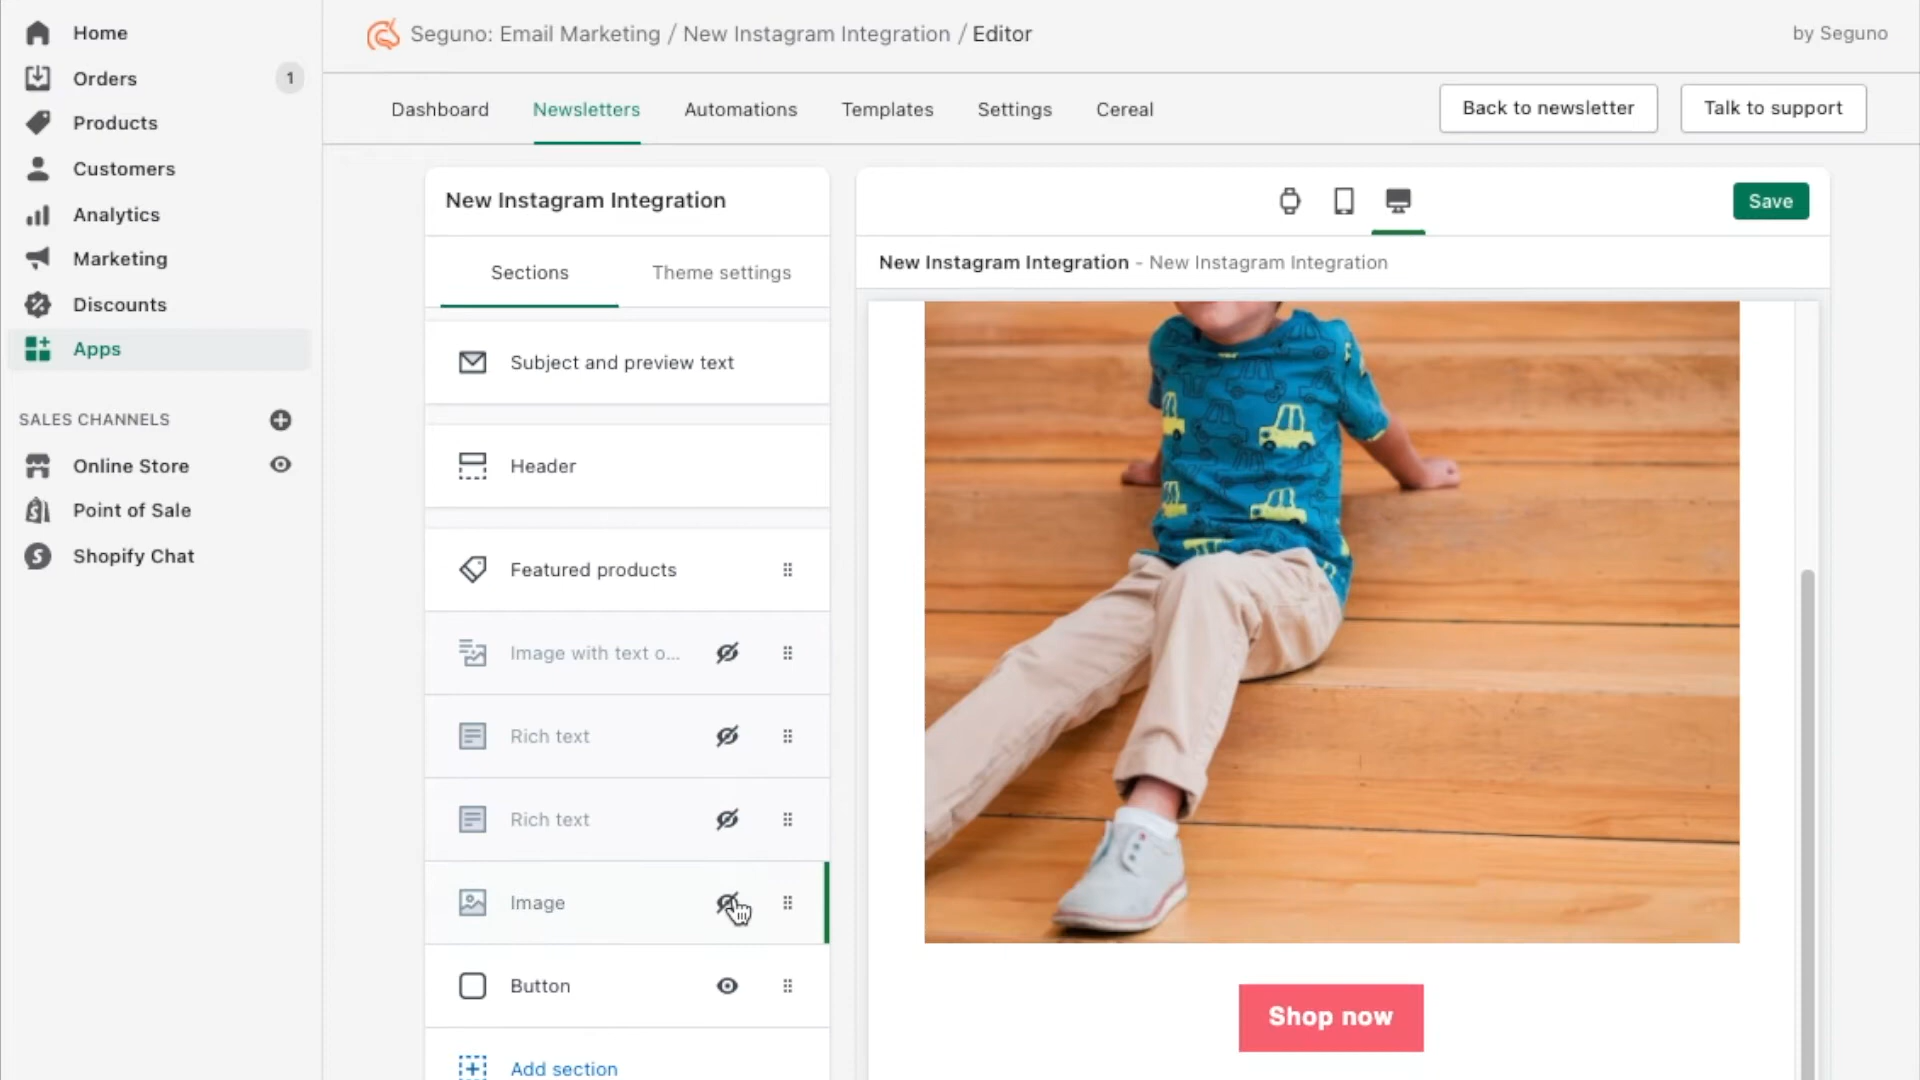 Home
Orders
1
Products
Customers
Analytics
Marketing
Discounts
Apps
SALES CHANNELS
Online Store
Point of Sale
Shopify Chat
Seguno: Email Marketing / New Instagram Integration / Editor
by Seguno
Dashboard
Newsletters
Automations
Templates
Settings
Cereal
Back to newsletter
Talk to support
New Instagram Integration
Sections
Theme settings
Subject and preview text
Header
Featured products
Image with text o...
Rich text
Rich text
Image
Button
Add section
Save
New Instagram Integration - New Instagram Integration
Shop now